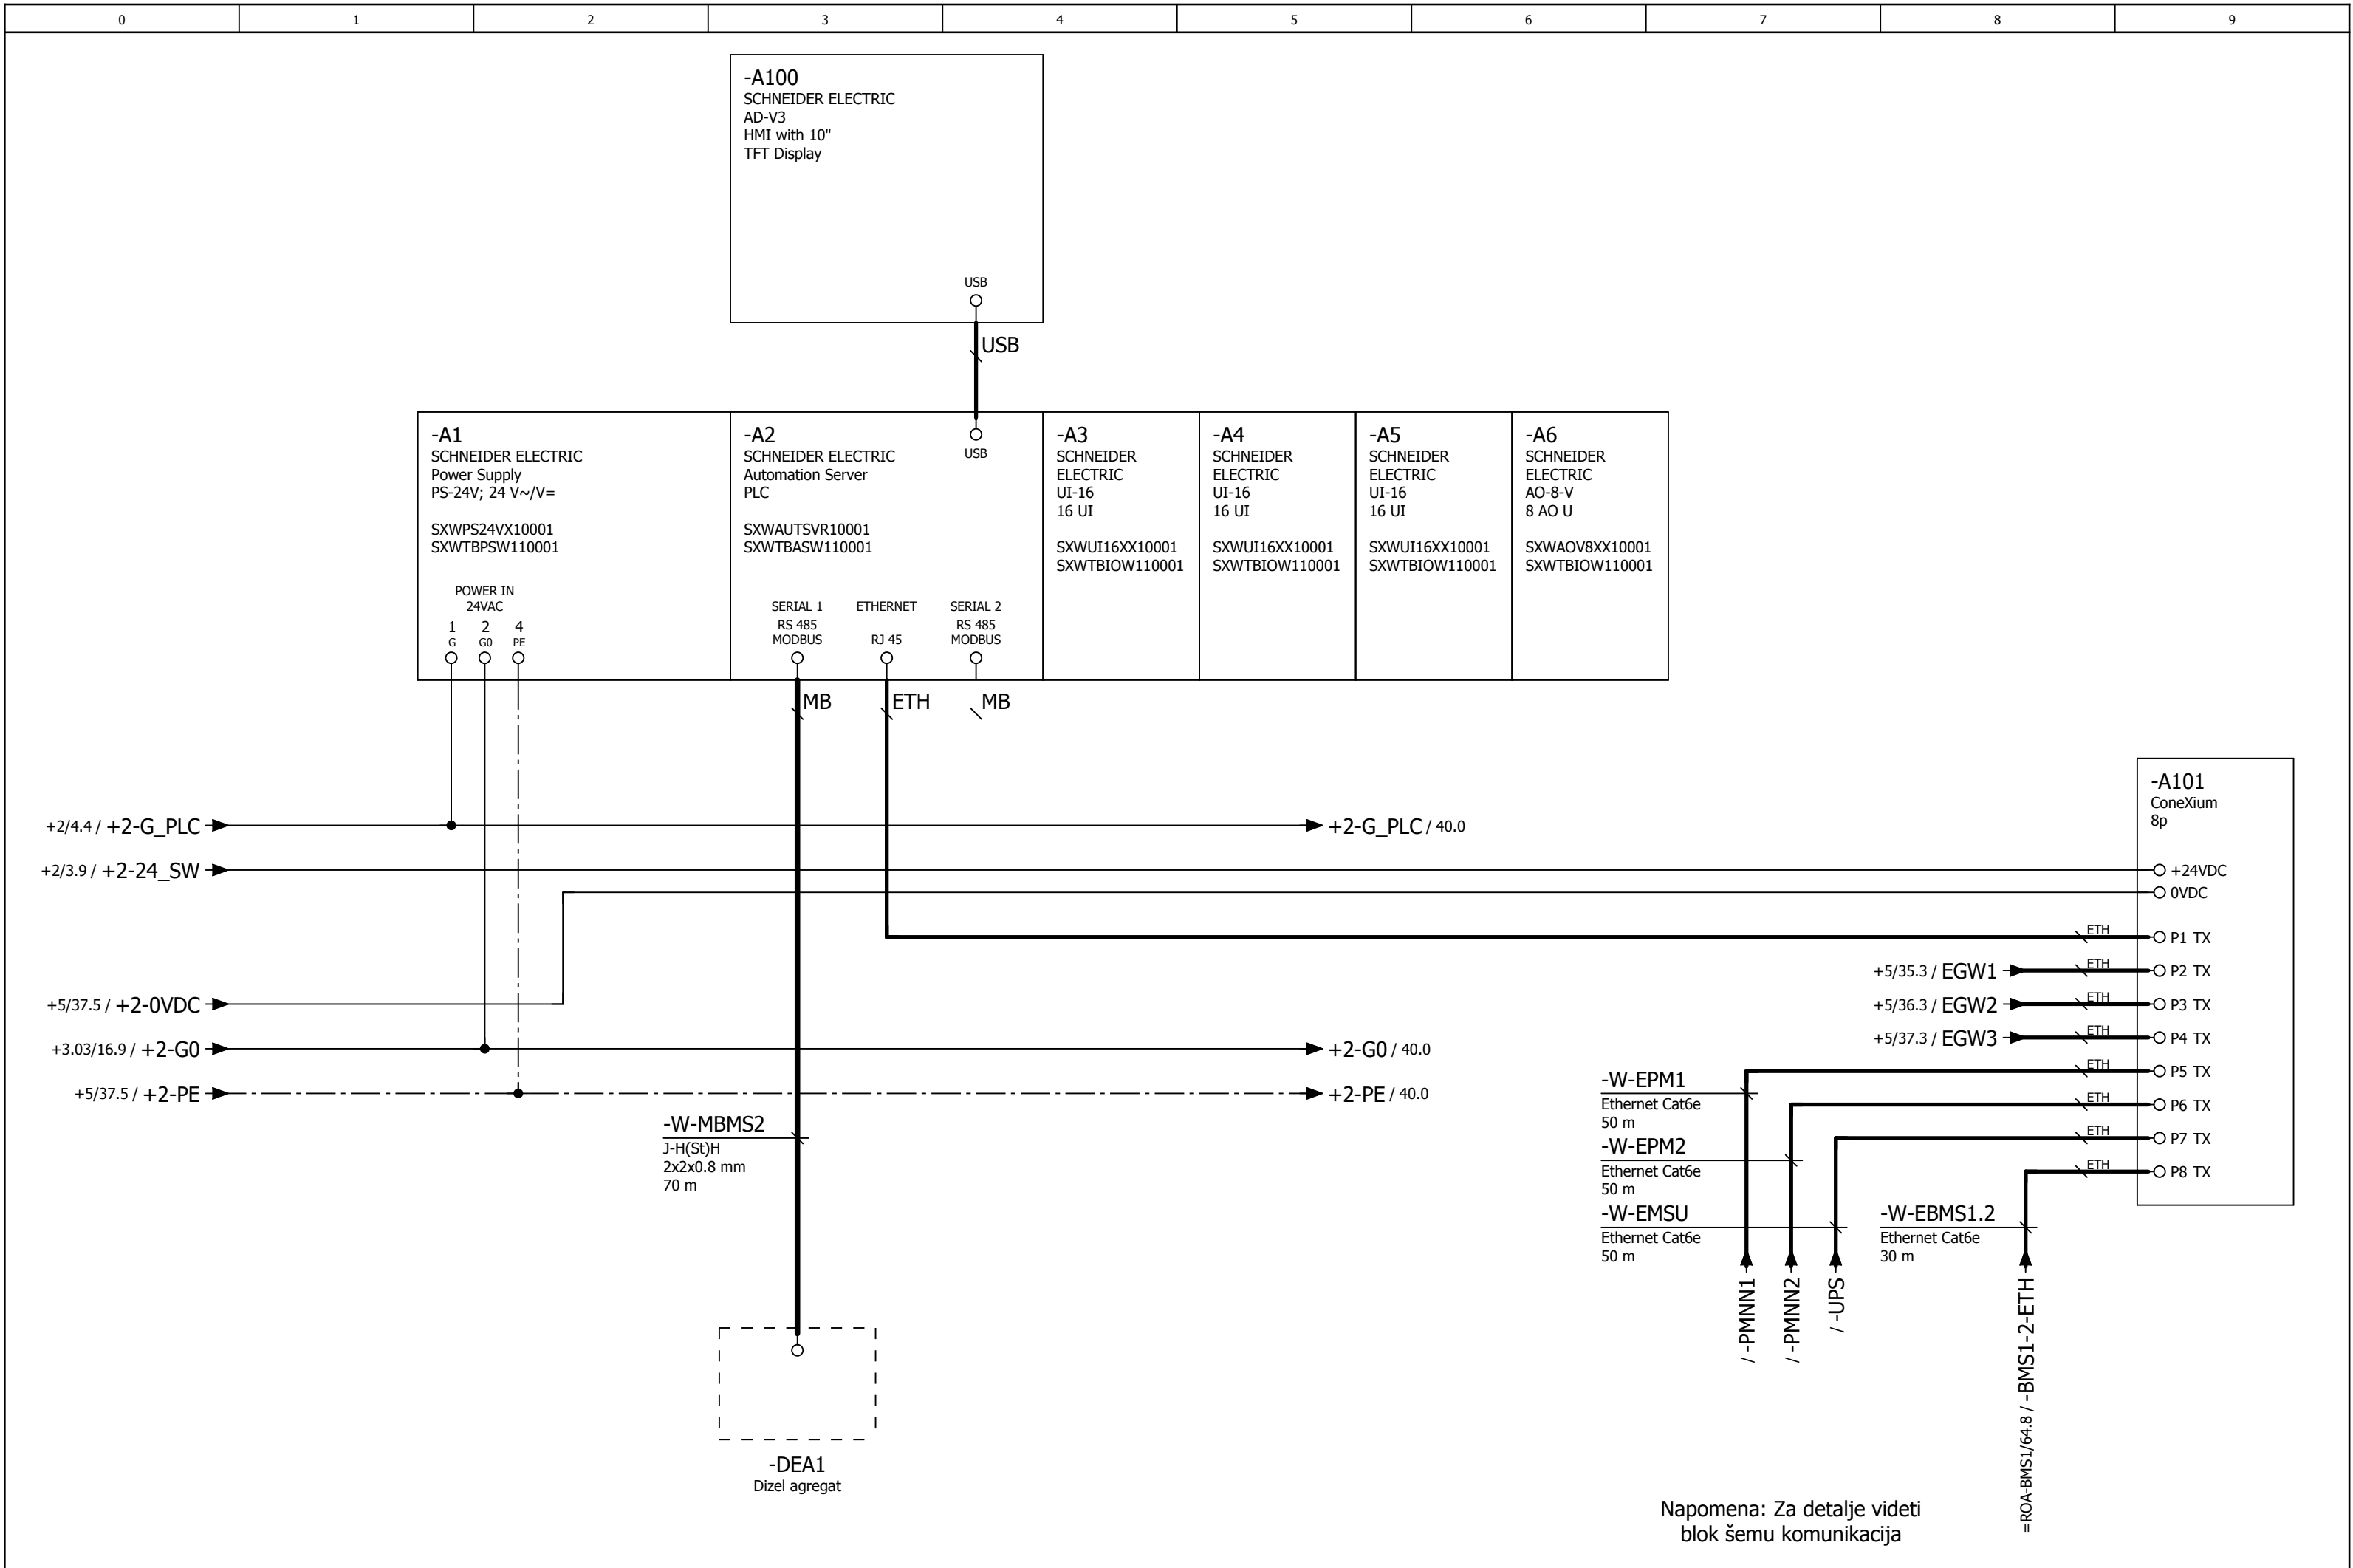 0 1 2 3 4 5 6 7 8 9
-A100
SCHNEIDER ELECTRIC
AD-V3
HMI with 10"
TFT Display
USB
USB
-A1
SCHNEIDER ELECTRIC
Power Supply
PS-24V; 24 V~/V=
SXWPS24VX10001
SXWTBPSW110001
POWER IN
24VAC
1 2 4
G G0 PE
-A2
SCHNEIDER ELECTRIC
Automation Server
PLC
SXWAUTSVR10001
SXWTBASW110001
USB
SERIAL 1
RS 485
MODBUS
ETHERNET
RJ 45
SERIAL 2
RS 485
MODBUS
-A3
SCHNEIDER
ELECTRIC
UI-16
16 UI
SXWUI16XX10001
SXWTBIOW110001
-A4
SCHNEIDER
ELECTRIC
UI-16
16 UI
SXWUI16XX10001
SXWTBIOW110001
-A5
SCHNEIDER
ELECTRIC
UI-16
16 UI
SXWUI16XX10001
SXWTBIOW110001
-A6
SCHNEIDER
ELECTRIC
AO-8-V
8 AO U
SXWAOV8XX10001
SXWTBIOW110001
MB
ETH
MB
+2/4.4 / +2-G_PLC
+2-G_PLC / 40.0
+2/3.9 / +2-24_SW
+5/37.5 / +2-0VDC
+3.03/16.9 / +2-G0
+2-G0 / 40.0
+5/37.5 / +2-PE
+2-PE / 40.0
-A101
ConeXium
8p
+24VDC
0VDC
ETH P1 TX
+5/35.3 / EGW1 ETH P2 TX
+5/36.3 / EGW2 ETH P3 TX
+5/37.3 / EGW3 ETH P4 TX
ETH P5 TX
ETH P6 TX
ETH P7 TX
ETH P8 TX
-W-MBMS2
J-H(St)H
2x2x0.8 mm
70 m
-W-EPM1
Ethernet Cat6e
50 m
-W-EPM2
Ethernet Cat6e
50 m
-W-EMSU
Ethernet Cat6e
50 m
-W-EBMS1.2
Ethernet Cat6e
30 m
/ -PMNN1
/ -PMNN2
/ -UPS
=ROA-BMS1/64.8 / -BMS1-2-ETH
-DEA1
Dizel agregat
Napomena: Za detalje videti
blok šemu komunikacija